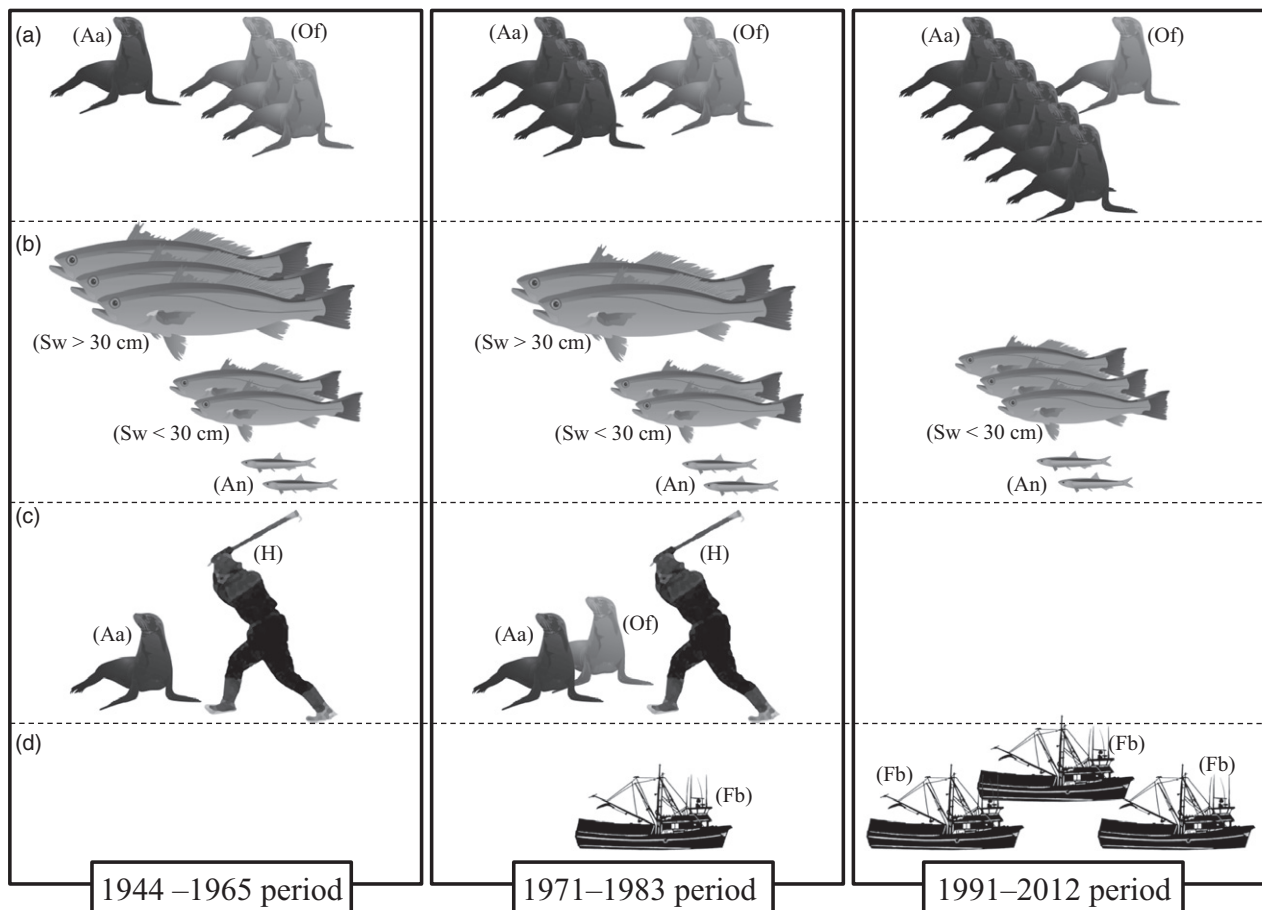 (a)
(Aa)
(Of)
(Aa)
(Of)
(Aa)
(Of)
(b)
(Sw > 30 cm)
(Sw < 30 cm)
(An)
(Sw > 30 cm)
(Sw < 30 cm)
(An)
(Sw < 30 cm)
(An)
(c)
(Aa)
(H)
(Aa)
(Of)
(H)
(d)
(Fb)
(Fb)
(Fb)
(Fb)
1944 –1965 period
1971–1983 period
1991–2012 period